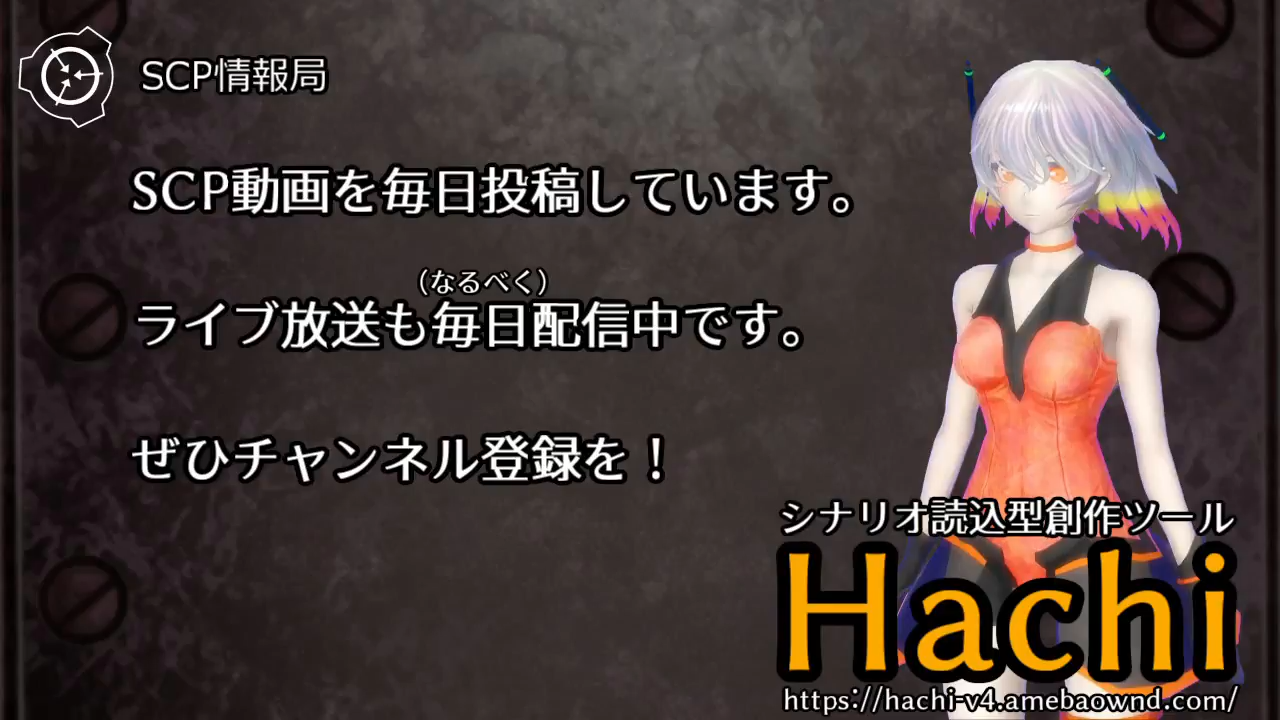 SCP情報局
SCP動画を毎日投稿しています。
（なるべく）
ライブ放送も毎日配信中です。
ぜひチャンネル登録を！
シナリオ読込型創作ツール
Hachi
https://hachi-v4.amebaownd.com/